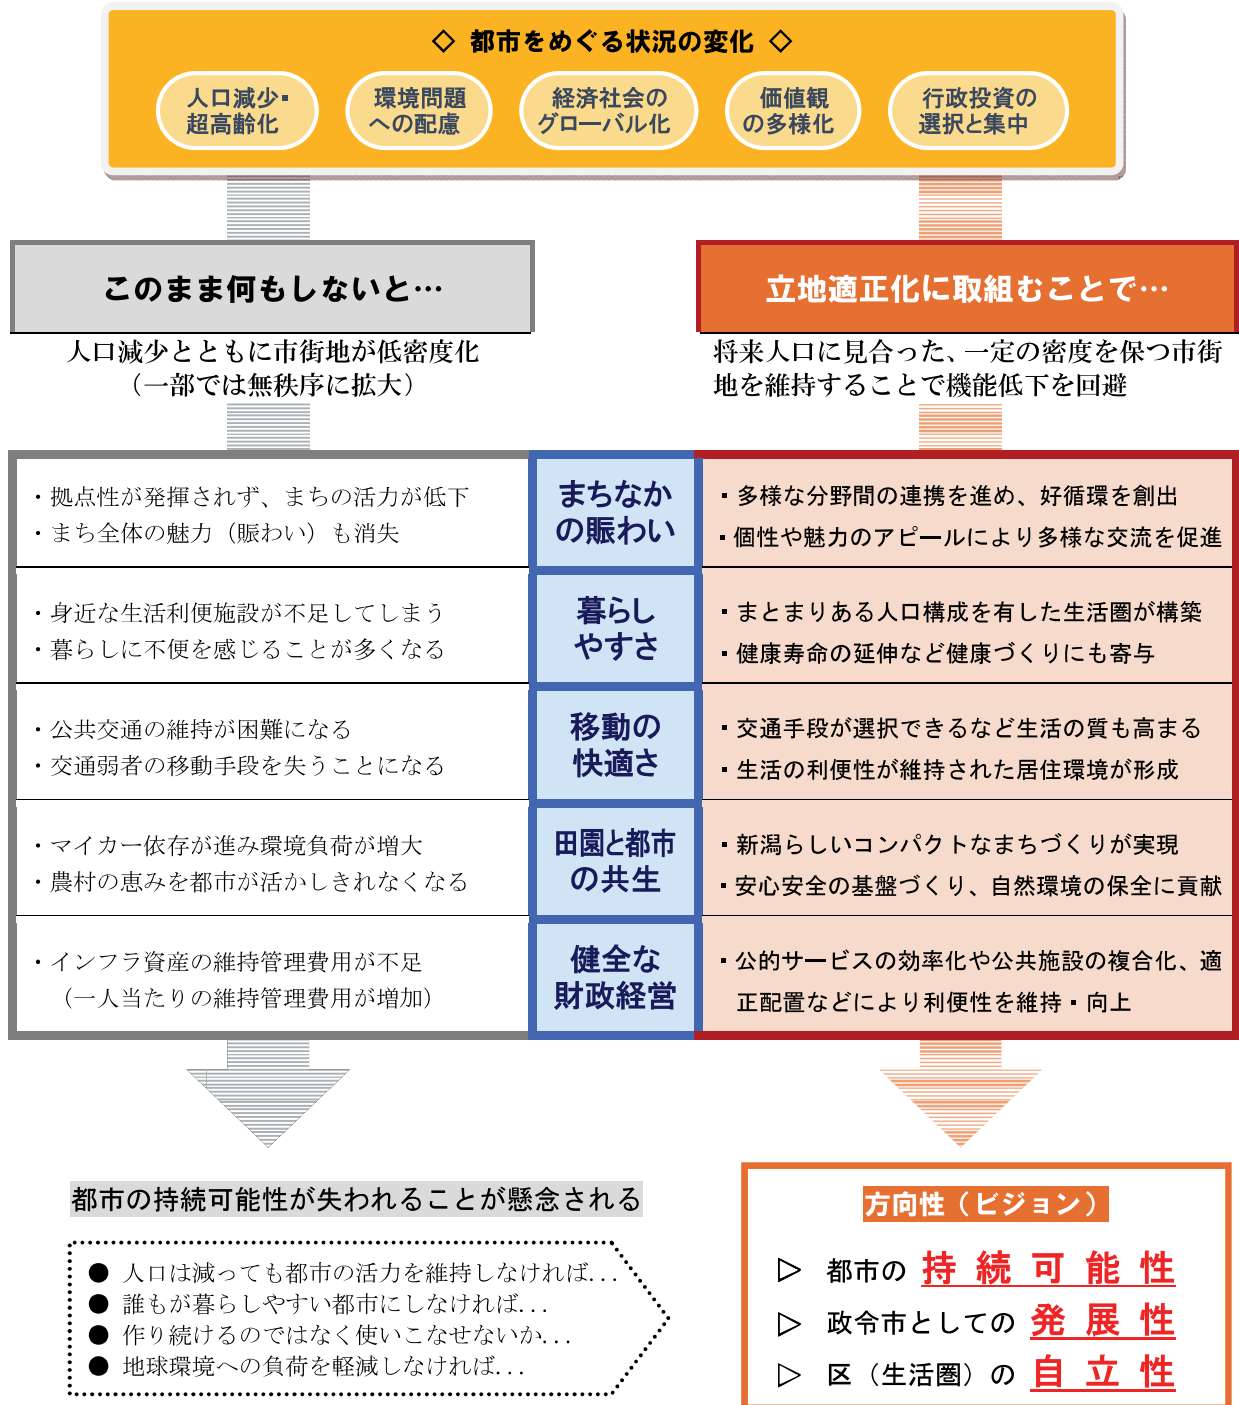 ◇ 都市をめぐる状況の変化 ◇
人口減少・
超高齢化
環境問題
への配慮
経済社会の
グローバル化
価値観
の多様化
行政投資の
選択と集中
このまま何もしないと…
人口減少とともに市街地が低密度化
（一部では無秩序に拡大）
立地適正化に取組むことで…
将来人口に見合った、一定の密度を保つ市街
地を維持することで機能低下を回避
・拠点性が発揮されず、まちの活力が低下
・まち全体の魅力（賑わい）も消失
まちなか
の賑わい
・多様な分野間の連携を進め、好循環を創出
・個性や魅力のアピールにより多様な交流を促進
・身近な生活利便施設が不足してしまう
・暮らしに不便を感じることが多くなる
暮らし
やすさ
・まとまりある人口構成を有した生活圏が構築
・健康寿命の延伸など健康づくりにも寄与
・公共交通の維持が困難になる
・交通弱者の移動手段を失うことになる
移動の
快適さ
・交通手段が選択できるなど生活の質も高まる
・生活の利便性が維持された居住環境が形成
・マイカー依存が進み環境負荷が増大
・農村の恵みを都市が活かしきれなくなる
田園と都市
の共生
・新潟らしいコンパクトなまちづくりが実現
・安心安全の基盤づくり、自然環境の保全に貢献
・インフラ資産の維持管理費用が不足
（一人当たりの維持管理費用が増加）
健全な
財政経営
・公的サービスの効率化や公共施設の複合化、適
正配置などにより利便性を維持・向上
都市の持続可能性が失われることが懸念される
● 人口は減っても都市の活力を維持しなければ...
● 誰もが暮らしやすい都市にしなければ...
● 作り続けるのではなく使いこなせないか...
● 地球環境への負荷を軽減しなければ...
方向性（ビジョン）
▷ 都市の 持続可能性
▷ 政令市としての 発展性
▷ 区（生活圏）の 自立性